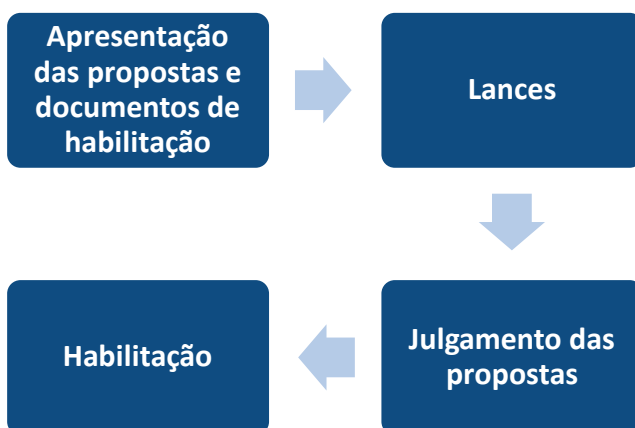 Apresentação
das propostas e
documentos de
habilitação
Lances
Julgamento das
propostas
Habilitação